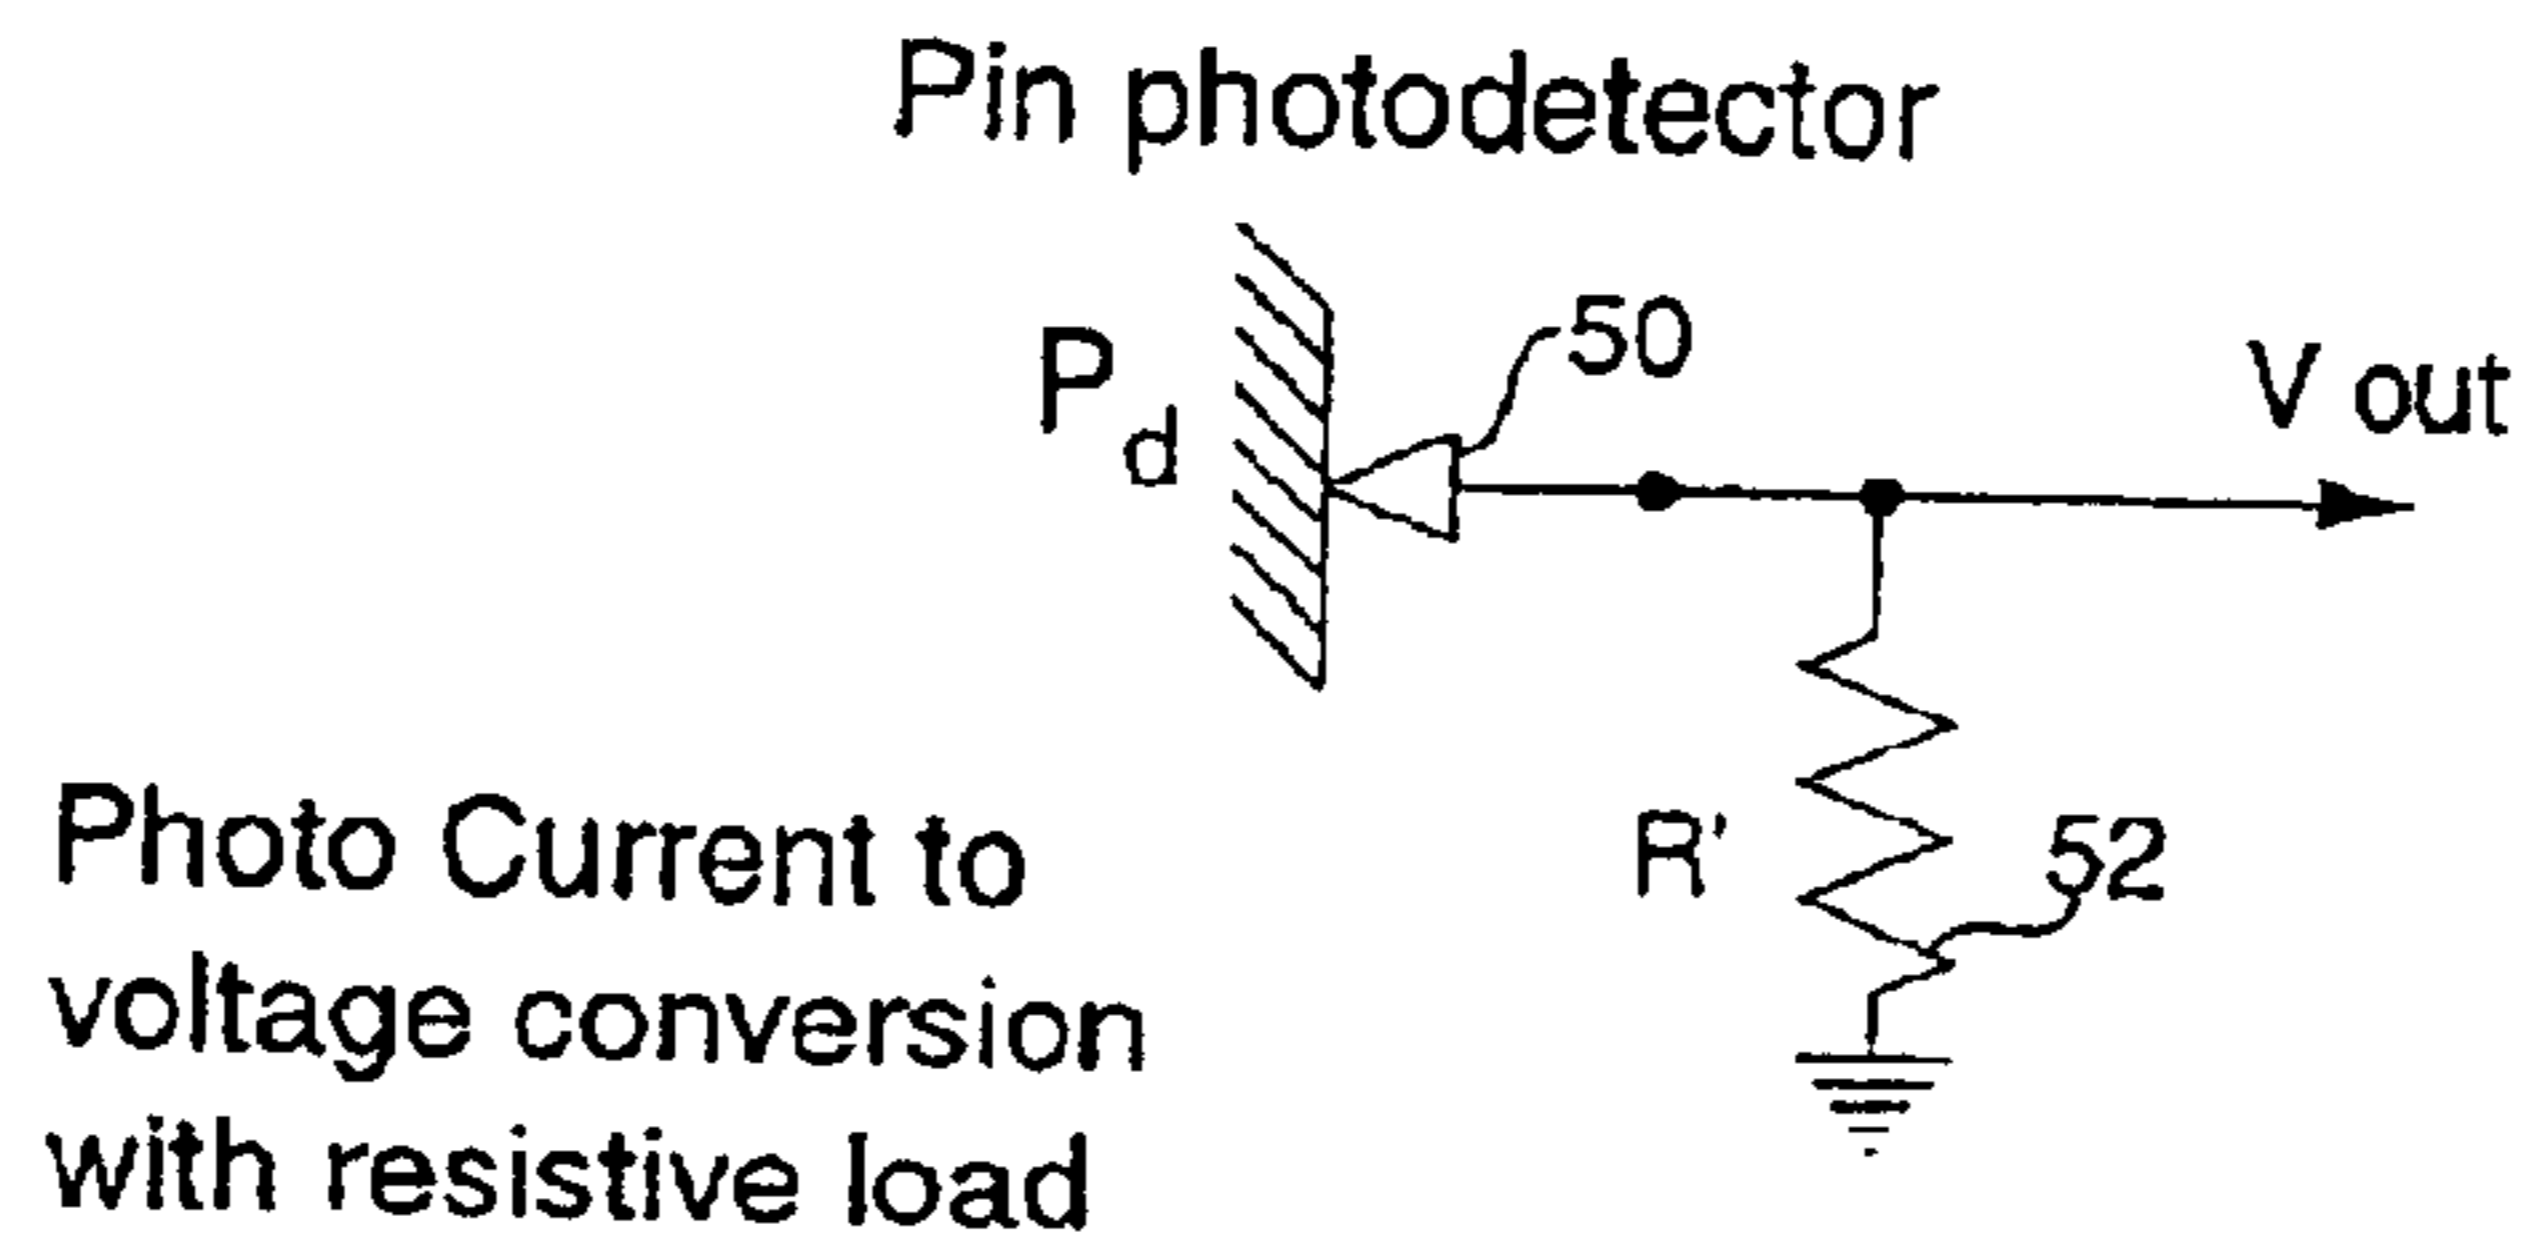 Pin photodetector
P d
50
V out
R'
52
Photo Current to
voltage conversion
with resistive load